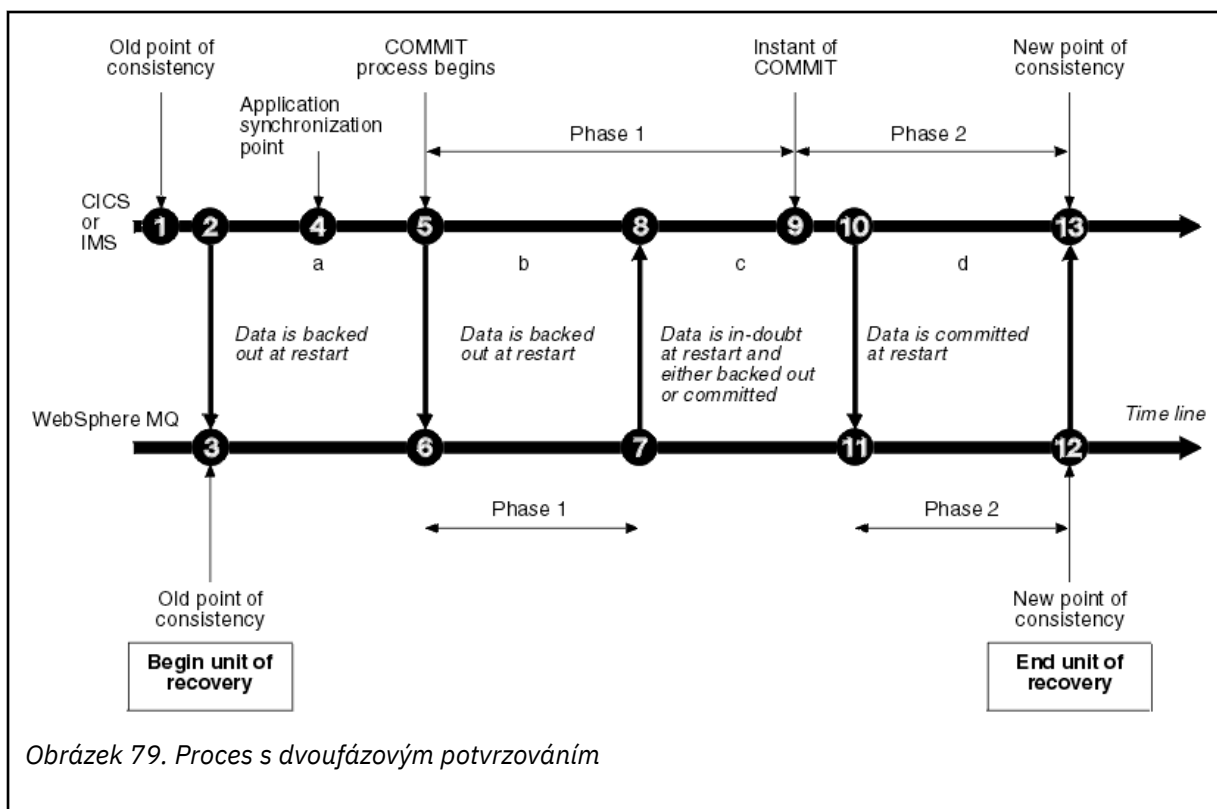 Old point of
consistency
COMMIT
process begins
Instant of
COMMIT
New point of
consistency
Application
synchronization
point
Phase 1
Phase 2
CICS
or
IMS
1
2
4
5
8
9
10
13
a
b
c
d
Data is backed
out at restart
Data is backed
out at restart
Data is in-doubt
at restart and
either backed out
or committed
Data is committed
at restart
WebSphere MQ
Time line
3
6
7
11
12
Phase 1
Phase 2
Old point of
consistency
New point of
consistency
Begin unit of
recovery
End unit of
recovery
Obrázek 79. Proces s dvoufázovým potvrzováním